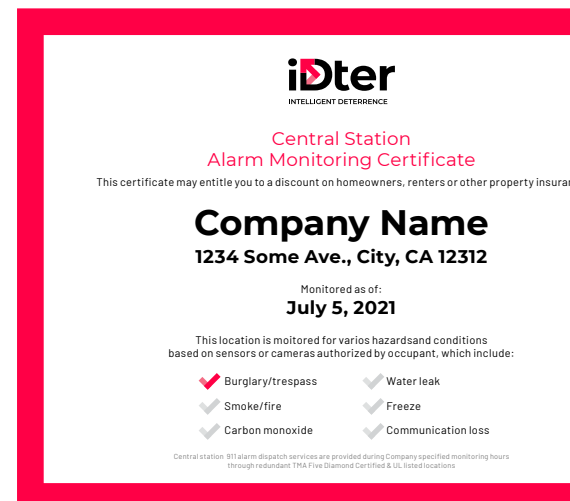 iDter
INTELLIGENT DETERRENCE
Central Station
Alarm Monitoring Certificate
This certificate may entitle you to a discount on homeowners, renters or other property insuran
Company Name
1234 Some Ave., City, CA 12312
Monitored as of:
July 5, 2021
This location is moitored for varios hazardsand conditions
based on sensors or cameras authorized by occupant, which include:
Burglary/trespass
Water leak
Smoke/fire
Freeze
Carbon monoxide
Communication loss
Central station 911 alarm dispatch services are provided during Company specified monitoring hours
through redundant TMA Five Diamond Certified & UL listed locations